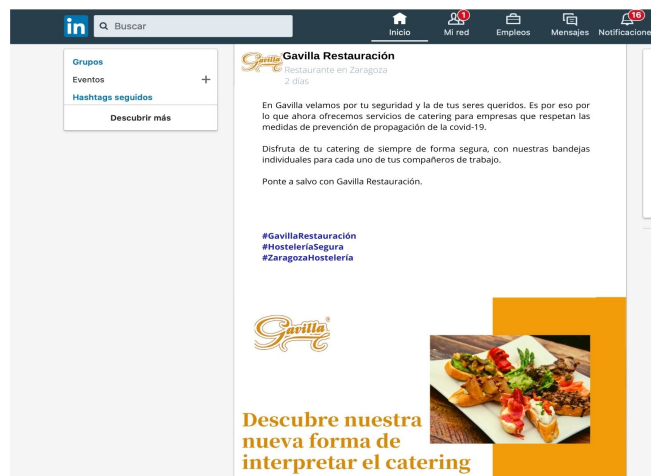 in
Buscar
Inicio
1
Mi red
Empleos
Mensajes
16
Notificacione
Grupos
Eventos +
Hashtags seguidos
Descubrir más
Gavilla
Gavilla Restauración
Restaurante en Zaragoza
2 días
En Gavilla velamos por tu seguridad y la de tus seres queridos. Es por eso por
lo que ahora ofrecemos servicios de catering para empresas que respetan las
medidas de prevención de propagación de la covid-19.
Disfruta de tu catering de siempre de forma segura, con nuestras bandejas
individuales para cada uno de tus compañeros de trabajo.
Ponte a salvo con Gavilla Restauración.
#GavillaRestauración
#HosteleríaSegura
#ZaragozaHostelería
Gavilla®
Descubre nuestra
nueva forma de
interpretar el catering